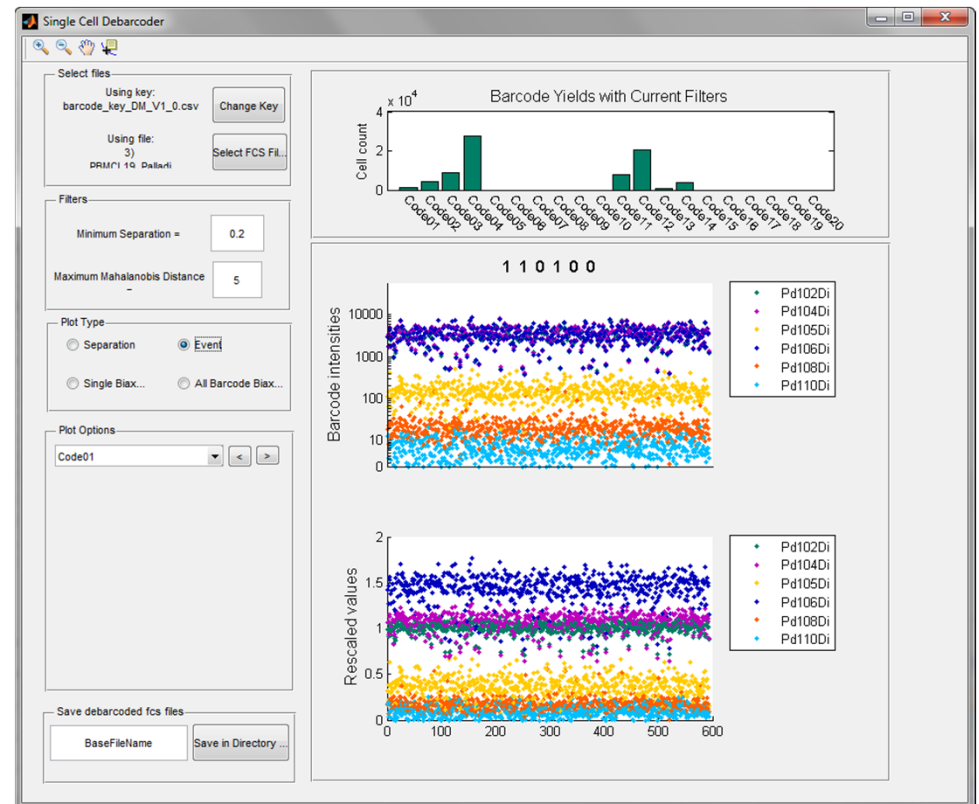 Single Cell Debarcoder
Select files
Using key:
barcode_key_DM_V1_0.csv
Change Key
Using file:
3)
PBMCL19_Palladi
Select FCS Fil...
Filters
Minimum Separation =
0.2
Maximum Mahalanobis Distance
=
5
Plot Type
Separation
Event
Single Biax...
All Barcode Biax...
Plot Options
Code01
<
>
Save debarcoded fcs files
BaseFileName
Save in Directory ...
Barcode Yields with Current Filters
x 10^4
Cell count
4
2
0
Code01
Code02
Code03
Code04
Code05
Code06
Code07
Code08
Code09
Code10
Code11
Code12
Code13
Code14
Code15
Code16
Code17
Code18
Code19
Code20
1 1 0 1 0 0
Barcode intensities
10000
1000
100
10
0
Pd102Di
Pd104Di
Pd105Di
Pd106Di
Pd108Di
Pd110Di
Rescaled values
2
1.5
1
0.5
0
0 100 200 300 400 500 600
Pd102Di
Pd104Di
Pd105Di
Pd106Di
Pd108Di
Pd110Di